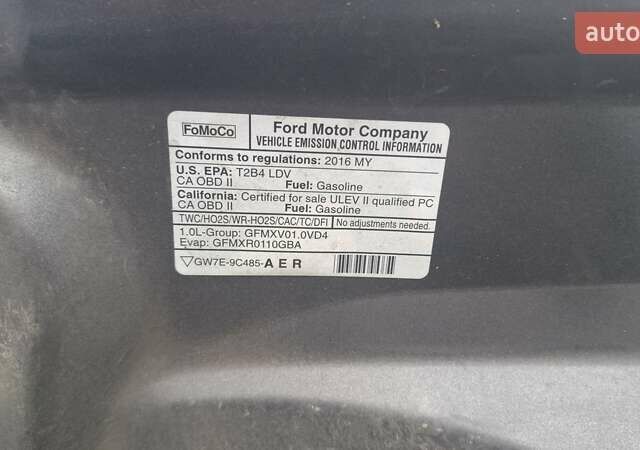 auto
FoMoCo
Ford Motor Company
VEHICLE EMISSION CONTROL INFORMATION
Conforms to regulations: 2016 MY
U.S. EPA: T2B4 LDV
CA OBD II Fuel: Gasoline
California: Certified for sale ULEV II qualified PC
CA OBD II Fuel: Gasoline
TWC/HO2S/WR-HO2S/CAC/TC/DFI No adjustments needed.
1.0L-Group: GFMXV01.0VD4
Evap: GFMXR0110GBA
GW7E-9C485-A E R